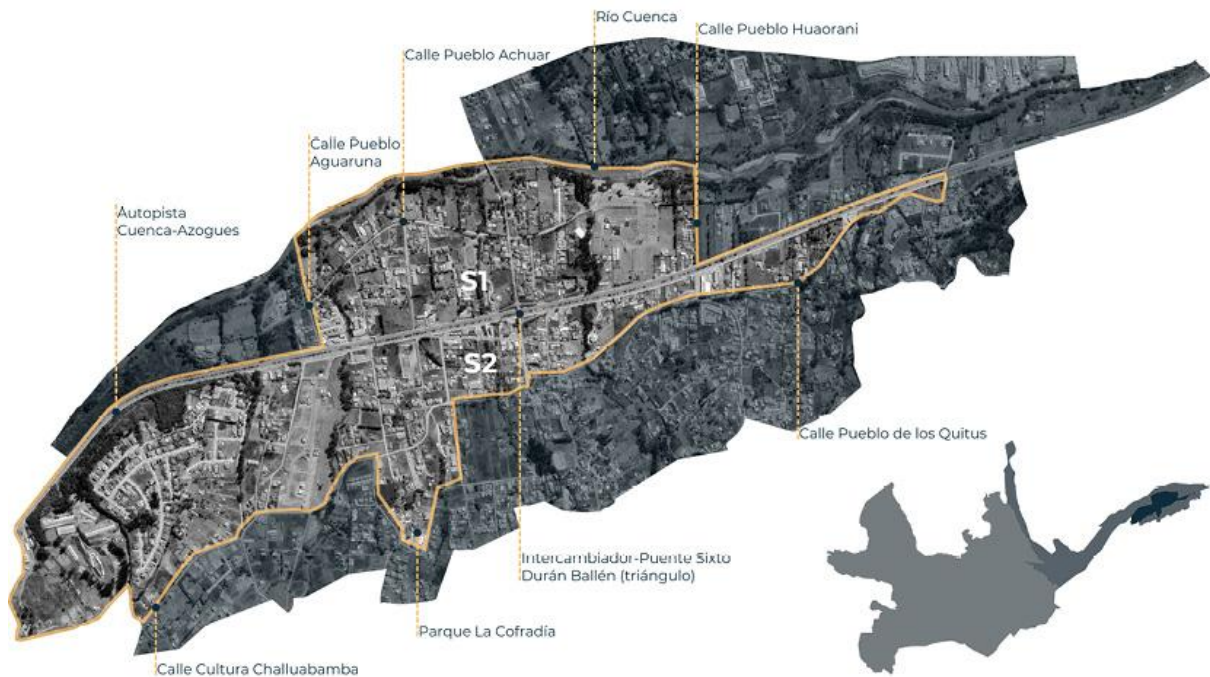 Río Cuenca
Calle Pueblo Huaorani
Calle Pueblo Achuar
Calle Pueblo
Aguaruna
Autopista
Cuenca-Azogues
S1
S2
Calle Pueblo de los Quitus
Intercambiador-Puente Sixto
Durán Ballén (triángulo)
Parque La Cofradía
Calle Cultura Challuabamba